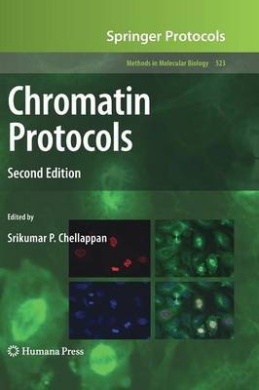 Springer Protocols
Methods in Molecular Biology 523
Chromatin
Protocols
Second Edition
Edited by
Srikumar P. Chellappan
Humana Press